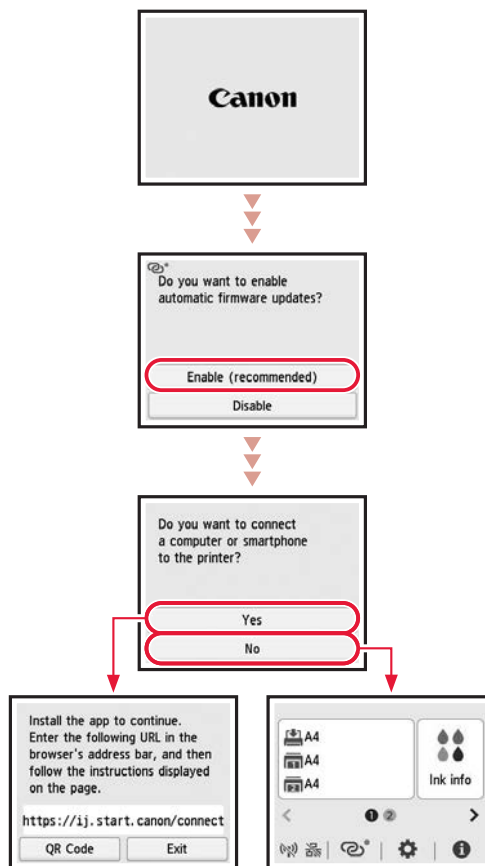 Canon
Do you want to enable
automatic firmware updates?
Enable (recommended)
Disable
Do you want to connect
a computer or smartphone
to the printer?
Yes
No
Install the app to continue.
Enter the following URL in the
browser's address bar, and then
follow the instructions displayed
on the page.
https://ij.start.canon/connect
QR Code
Exit
A4
A4
A4
Ink info
1 2